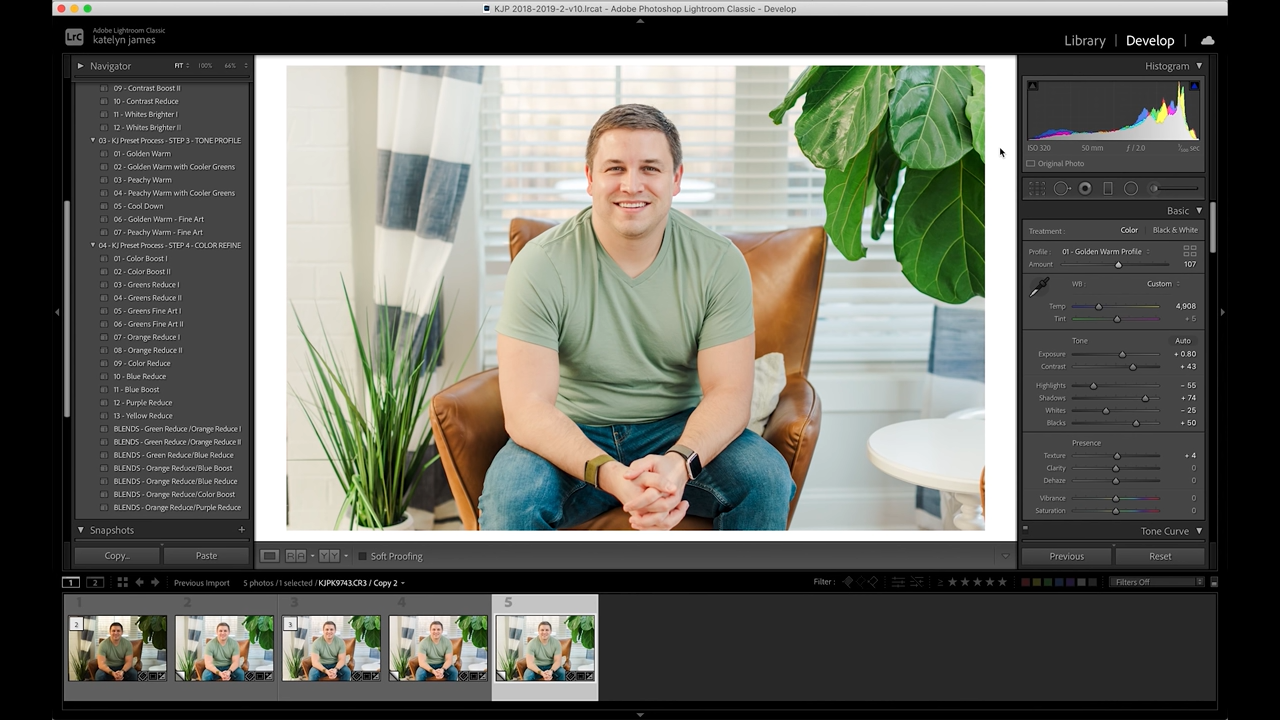 KJP 2018-2019-2-v10.lrcat - Adobe Photoshop Lightroom Classic - Develop
LrC
Adobe Lightroom Classic
katelyn james
Library | Develop |
Navigator FIT 100% 66%
09 - Contrast Boost II
10 - Contrast Reduce
11 - Whites Brighter I
12 - Whites Brighter II
03 - KJ Preset Process - STEP 3 - TONE PROFILE
01 - Golden Warm
02 - Golden Warm with Cooler Greens
03 - Peachy Warm
04 - Peachy Warm with Cooler Greens
05 - Cool Down
06 - Golden Warm - Fine Art
07 - Peachy Warm - Fine Art
04 - KJ Preset Process - STEP 4 - COLOR REFINE
01 - Color Boost I
02 - Color Boost II
03 - Greens Reduce I
04 - Greens Reduce II
05 - Greens Fine Art I
06 - Greens Fine Art II
07 - Orange Reduce I
08 - Orange Reduce II
09 - Color Reduce
10 - Blue Reduce
11 - Blue Boost
12 - Purple Reduce
13 - Yellow Reduce
BLENDS - Green Reduce /Orange Reduce I
BLENDS - Green Reduce /Orange Reduce II
BLENDS - Green Reduce/Blue Reduce
BLENDS - Orange Reduce/Blue Boost
BLENDS - Orange Reduce/Blue Reduce
BLENDS - Orange Reduce/Color Boost
BLENDS - Orange Reduce/Purple Reduce
Snapshots +
Copy... Paste
Soft Proofing
Histogram
ISO 320 50 mm ƒ / 2.0 sec
Original Photo
Basic
Treatment : Color Black & White
Profile : 01 - Golden Warm Profile
Amount 107
WB : Custom
Temp 4,908
Tint + 5
Tone Auto
Exposure + 0.80
Contrast + 43
Highlights − 55
Shadows + 74
Whites − 25
Blacks + 50
Presence
Texture + 4
Clarity 0
Dehaze 0
Vibrance 0
Saturation 0
Tone Curve
Previous Reset
1 2 Previous Import 5 photos / 1 selected / KJPK9743.CR3 / Copy 2
Filter : Filters Off
1 2 3 4 5
2 3